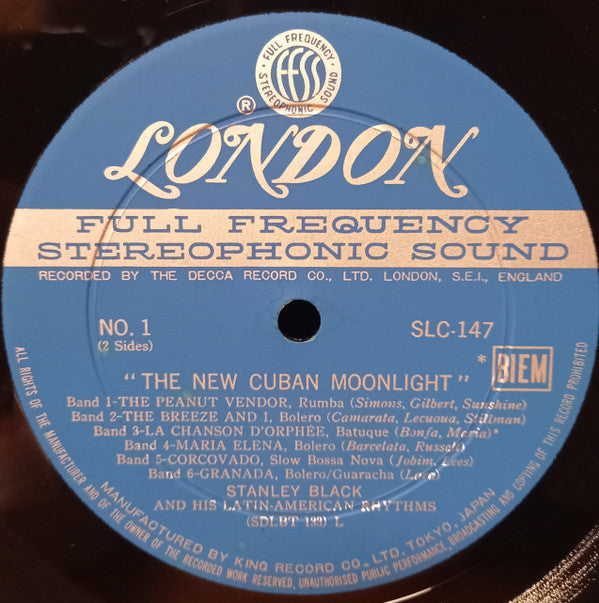 FULL FREQUENCY
FFSS
STEREOPHONIC SOUND
®
LONDON
FULL FREQUENCY
STEREOPHONIC SOUND
RECORDED BY THE DECCA RECORD CO., LTD. LONDON, S.E.I., ENGLAND
NO. 1
(2 Sides)
SLC-147
* BIEM
"THE NEW CUBAN MOONLIGHT"
Band 1-THE PEANUT VENDOR, Rumba (Simons, Gilbert, Sunshine)
Band 2-THE BREEZE AND I, Bolero (Camarata, Lecuoua, Stillman)
Band 3-LA CHANSON D'ORPHÉE, Batuque (Bonfa, Maria)*
Band 4-MARIA ELENA, Bolero (Barcelata, Russell)
Band 5-CORCOVADO, Slow Bossa Nova (Jobim, Lees)
Band 6-GRANADA, Bolero/Guaracha (Lara)
STANLEY BLACK
AND HIS LATIN-AMERICAN RHYTHMS
(SDLBT 199) L
ALL RIGHTS OF THE MANUFACTURER AND OF THE OWNER OF THE RECORDED WORK RESERVED. UNAUTHORISED PUBLIC PERFORMANCE, BROADCASTING AND COPYING OF THIS RECORD PROHIBITED
MANUFACTURED BY KING RECORD CO., LTD. TOKYO, JAPAN